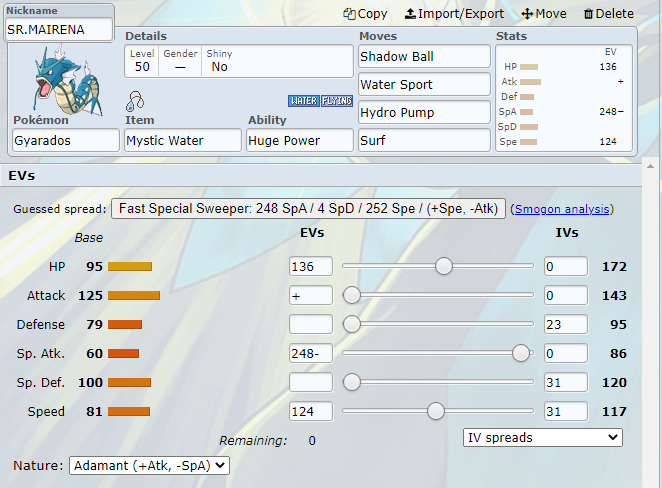 Nickname
SR.MAIRENA
Copy Import/Export Move Delete
Details
Level Gender Shiny
50 — No
Moves
Shadow Ball
Water Sport
Hydro Pump
Surf
Stats
EV
HP 136
Atk +
Def
SpA 248−
SpD
Spe 124
WATER FLYING
Pokémon Item Ability
Gyarados Mystic Water Huge Power
EVs
Guessed spread: Fast Special Sweeper: 248 SpA / 4 SpD / 252 Spe / (+Spe, -Atk) (Smogon analysis)
Base EVs IVs
HP 95 136 0 172
Attack 125 + 0 143
Defense 79 23 95
Sp. Atk. 60 248- 0 86
Sp. Def. 100 31 120
Speed 81 124 31 117
Remaining: 0 IV spreads
Nature: Adamant (+Atk, -SpA)